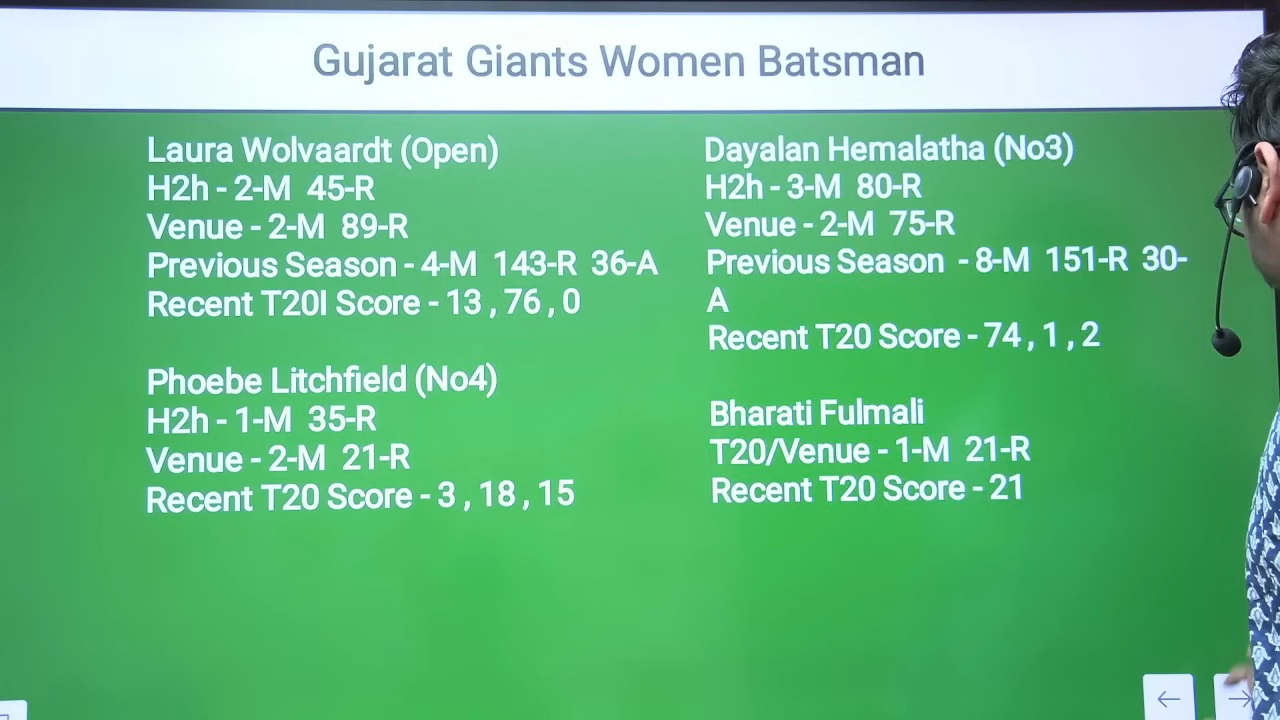 Gujarat Giants Women Batsman
Laura Wolvaardt (Open)
H2h - 2-M 45-R
Venue - 2-M 89-R
Previous Season - 4-M 143-R 36-A
Recent T20I Score - 13 , 76 , 0
Phoebe Litchfield (No4)
H2h - 1-M 35-R
Venue - 2-M 21-R
Recent T20 Score - 3 , 18 , 15
Dayalan Hemalatha (No3)
H2h - 3-M 80-R
Venue - 2-M 75-R
Previous Season - 8-M 151-R 30-
A
Recent T20 Score - 74 , 1 , 2
Bharati Fulmali
T20/Venue - 1-M 21-R
Recent T20 Score - 21